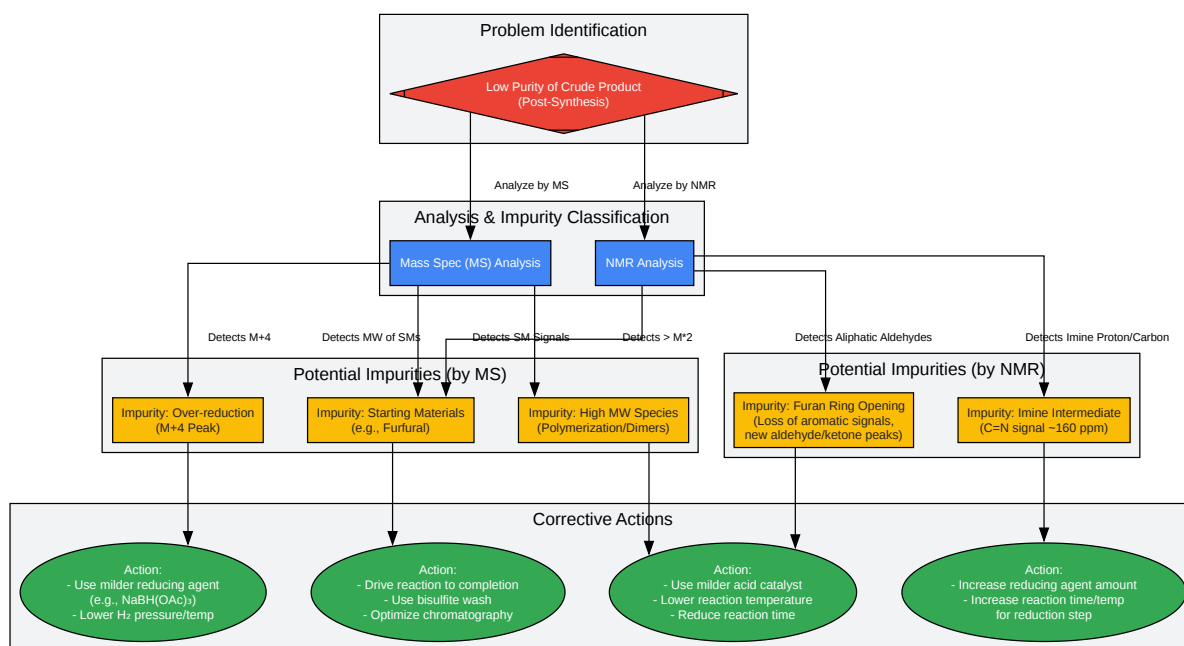 Problem Identification
Low Purity of Crude Product
(Post-Synthesis)
Analyze by MS
Analyze by NMR
Analysis & Impurity Classification
Mass Spec (MS) Analysis
NMR Analysis
Detects M+4
Detects MW of SMs
Detects SM Signals
Detects > M*2
Detects Aliphatic Aldehydes
Detects Imine Proton/Carbon
Potential Impurities (by MS)
Potential Impurities (by NMR)
Impurity: Over-reduction
(M+4 Peak)
Impurity: Starting Materials
(e.g., Furfural)
Impurity: High MW Species
(Polymerization/Dimers)
Impurity: Furan Ring Opening
(Loss of aromatic signals,
new aldehyde/ketone peaks)
Impurity: Imine Intermediate
(C=N signal ~160 ppm)
Corrective Actions
Action:
- Use milder reducing agent
(e.g., NaBH(OAc)₃)
- Lower H₂ pressure/temp
Action:
- Drive reaction to completion
- Use bisulfite wash
- Optimize chromatography
Action:
- Use milder acid catalyst
- Lower reaction temperature
- Reduce reaction time
Action:
- Increase reducing agent amount
- Increase reaction time/temp
for reduction step